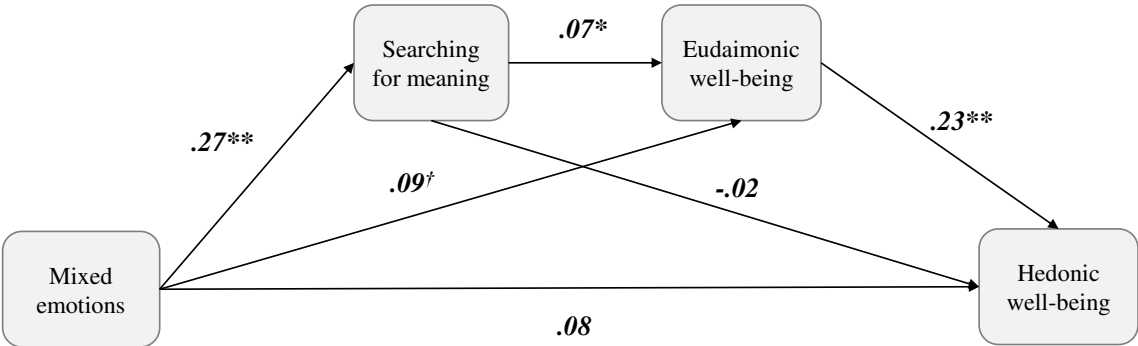 Searching
for meaning
.07*
Eudaimonic
well-being
.27**
.23**
.09†
-.02
Mixed
emotions
Hedonic
well-being
.08